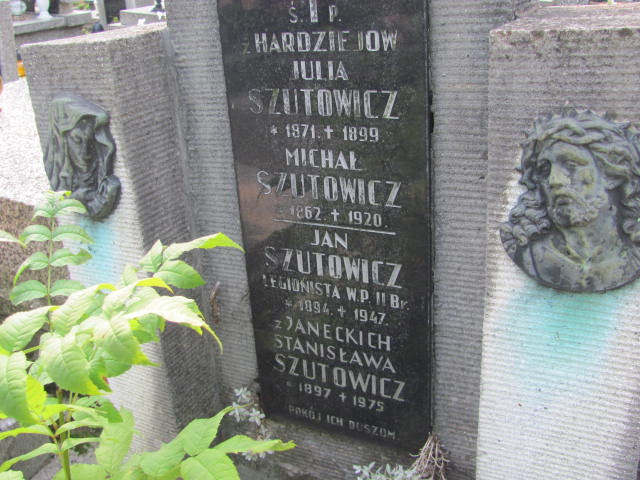 Ś. P.
z HARDZIEJÓW
JULIA
SZUTOWICZ
* 1871. + 1899.
MICHAŁ
SZUTOWICZ
* 1862. + 1920.
JAN
SZUTOWICZ
LEGIONISTA W.P. II Br.
* 1894. + 1947.
z JANECKICH
STANISŁAWA
SZUTOWICZ
* 1897 + 1975
POKÓJ ICH DUSZOM